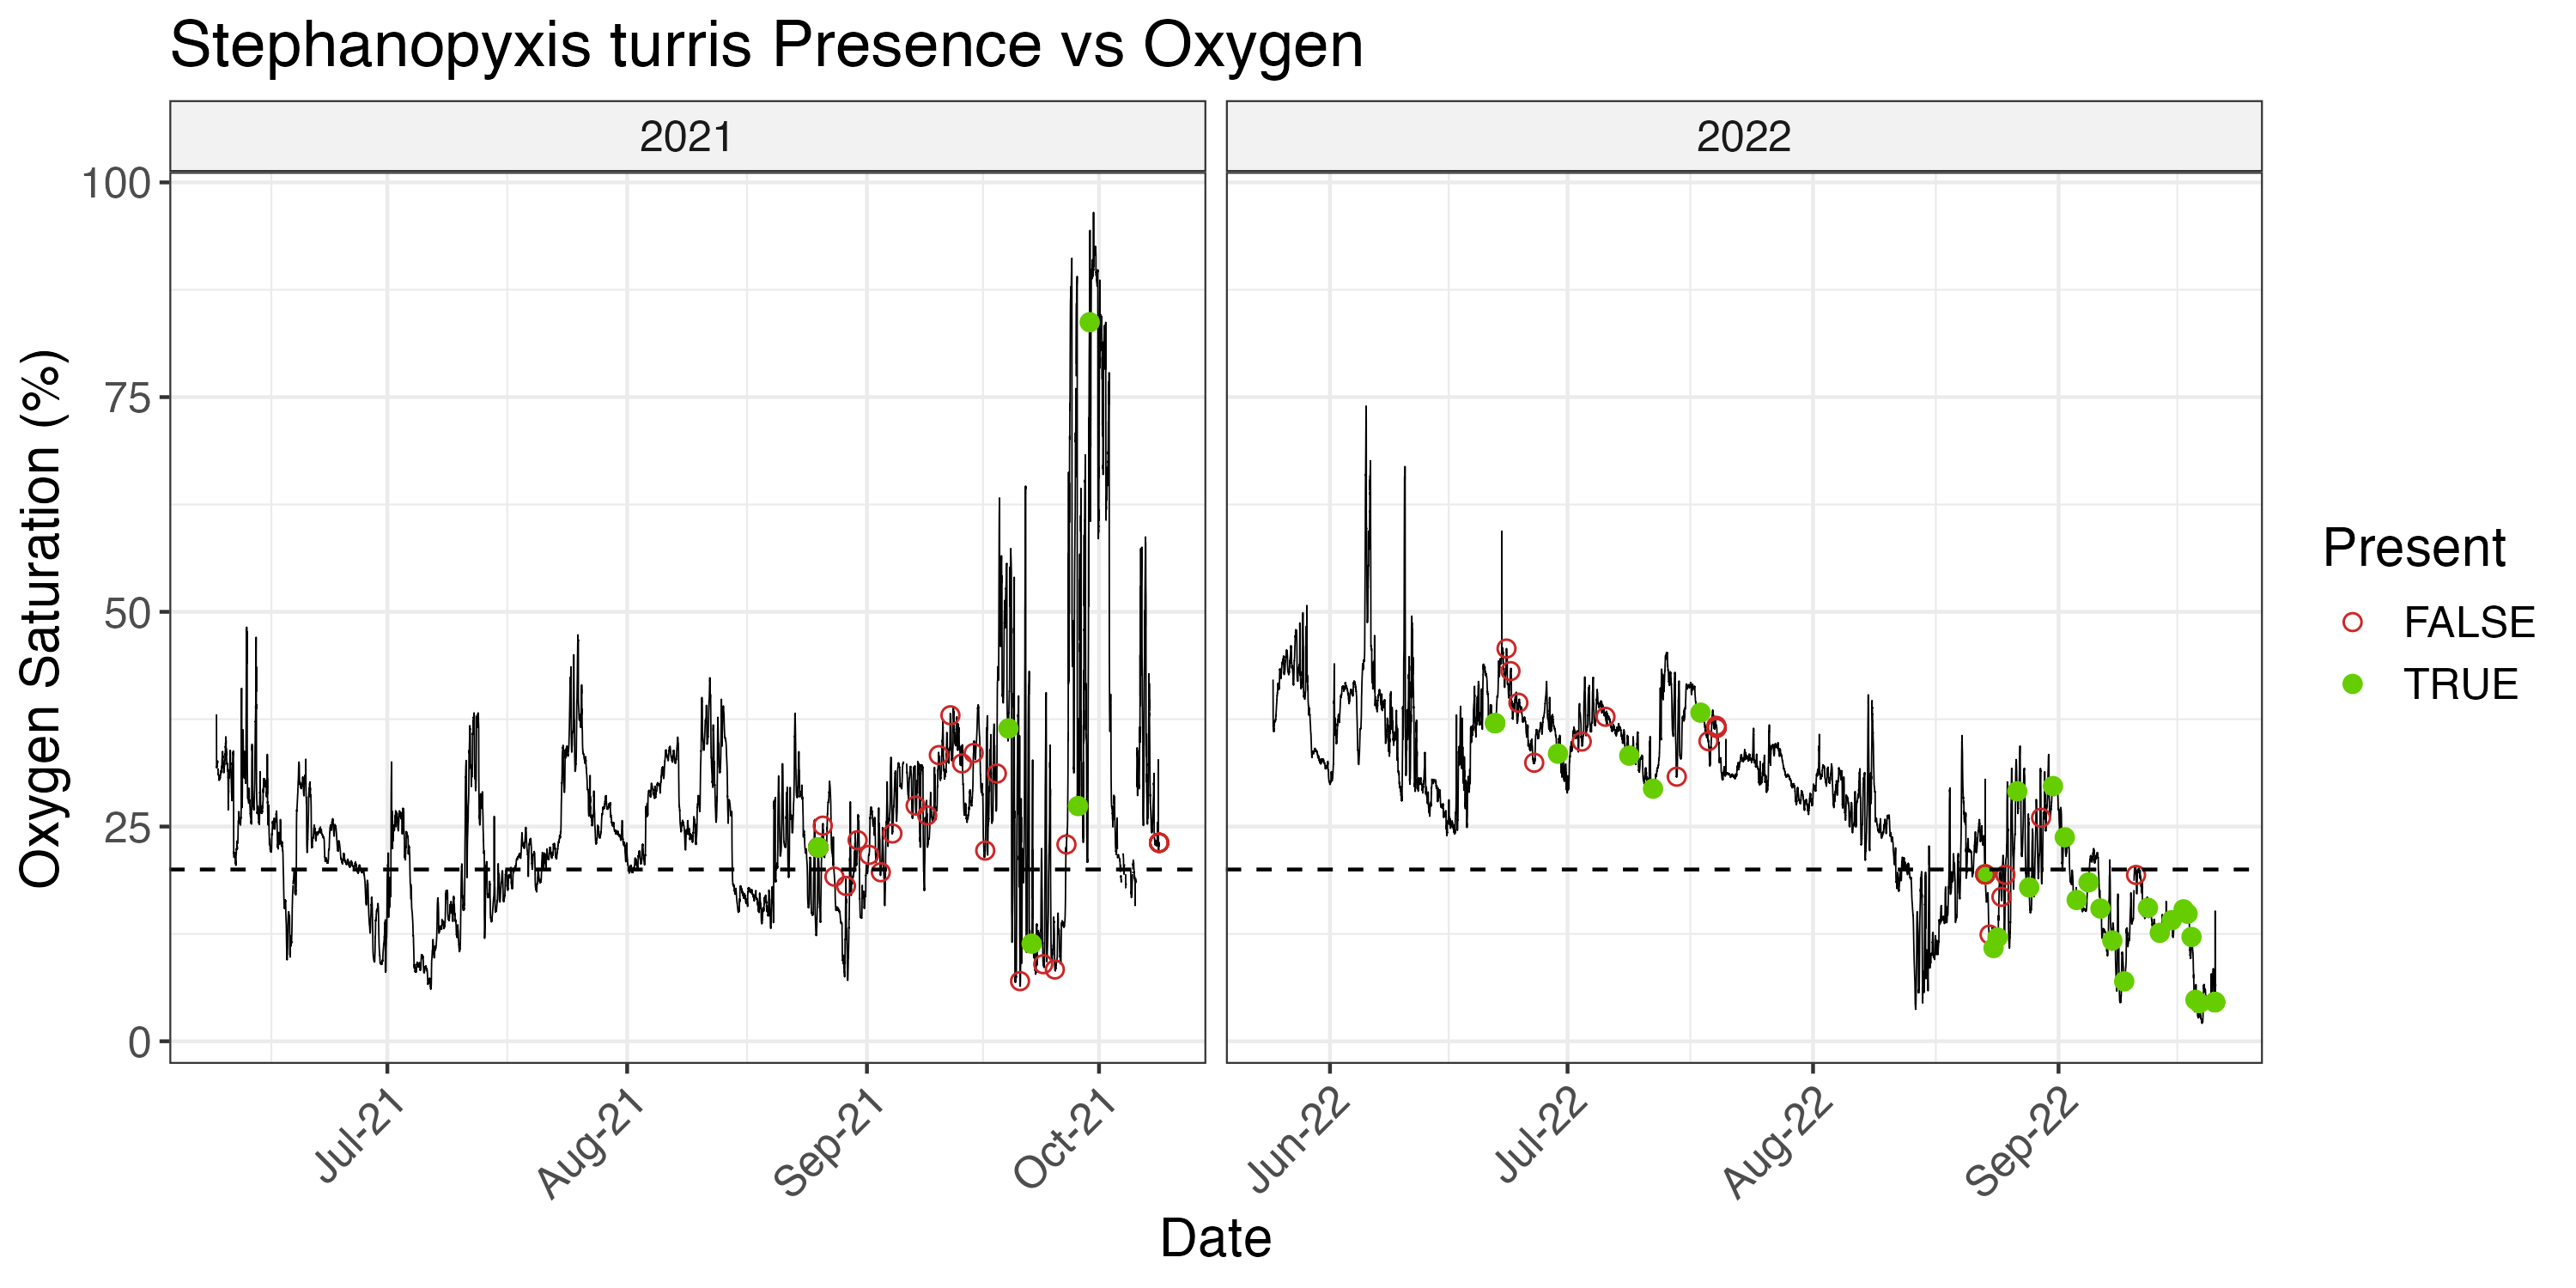 Stephanopyxis turris Presence vs Oxygen
2021
2022
Oxygen Saturation (%)
100
75
50
25
0
Jul-21
Aug-21
Sep-21
Oct-21
Jun-22
Jul-22
Aug-22
Sep-22
Date
Present
FALSE
TRUE